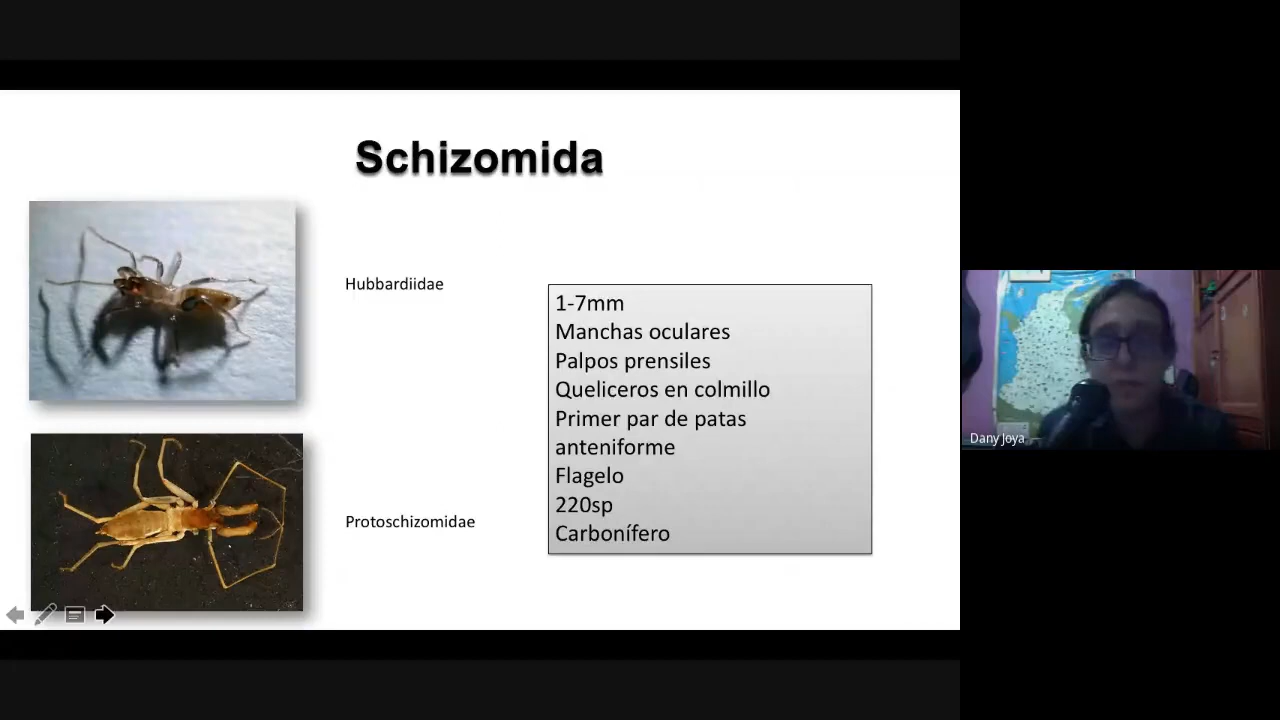 Schizomida
Hubbardiidae
1-7mm
Manchas oculares
Palpos prensiles
Queliceros en colmillo
Primer par de patas
anteniforme
Flagelo
220sp
Carbonífero
Protoschizomidae
Dany Joya